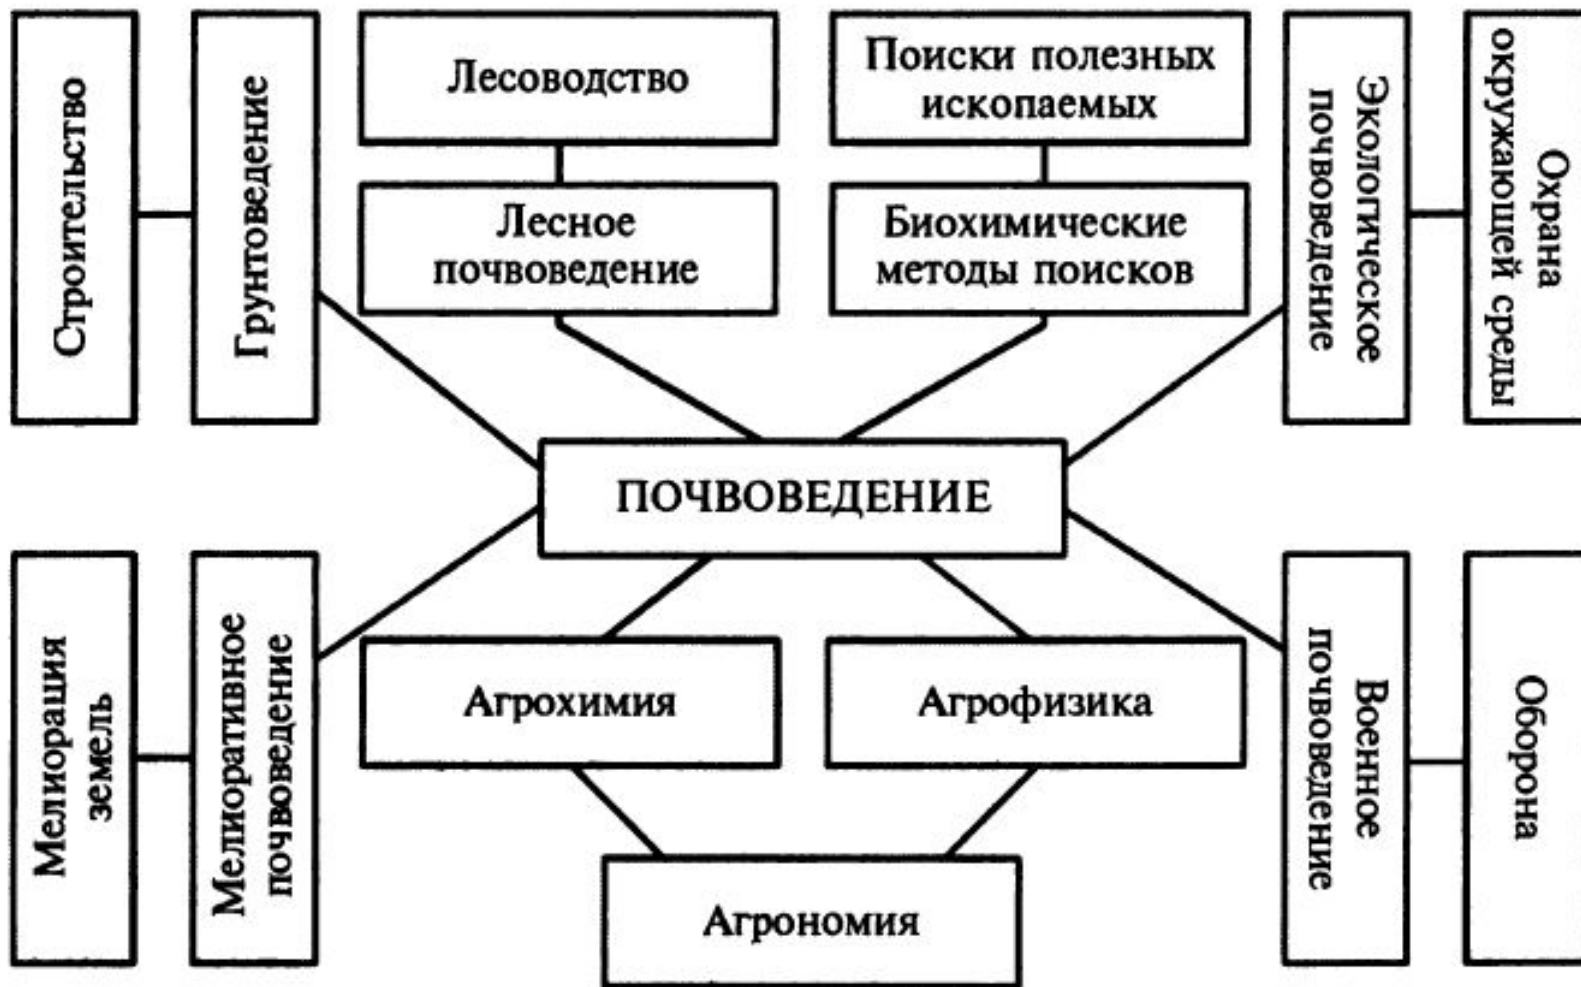 Строительство
Грунтоведение
Лесоводство
Лесное
почвоведение
Поиски полезных
ископаемых
Биохимические
методы поисков
Экологическое
почвоведение
Охрана
окружающей среды
ПОЧВОВЕДЕНИЕ
Мелиорация
земель
Мелиоративное
почвоведение
Агрохимия
Агрофизика
Агрономия
Военное
почвоведение
Оборона